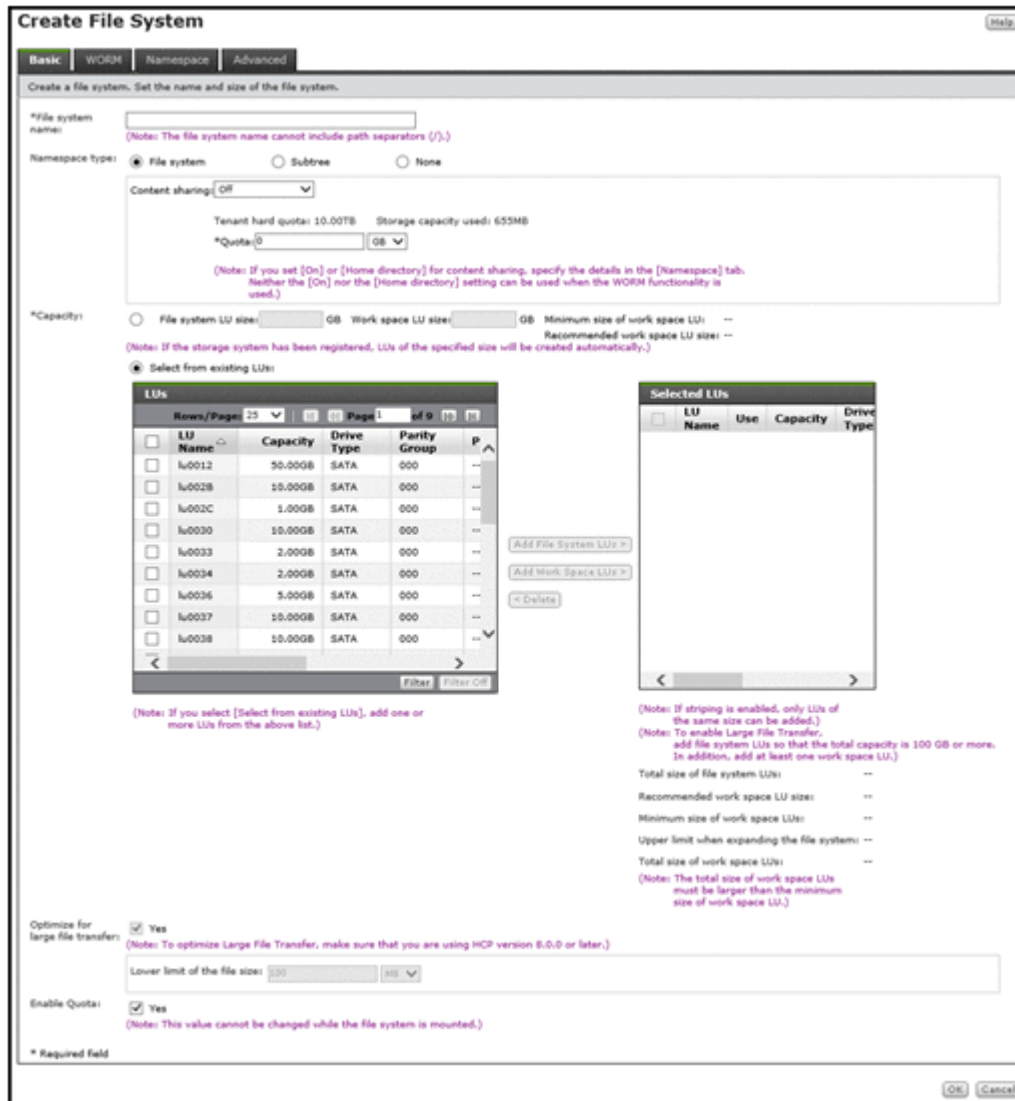 Create File System
Help
Basic WORM Namespace Advanced
Create a file system. Set the name and size of the file system.
*File system name:
(Note: The file system name cannot include path separators (/).)
Namespace type: File system Subtree None
Content sharing: Off
Tenant hard quota: 10.00TB Storage capacity used: 655MB
*Quota: 0 GB
(Note: If you set [On] or [Home directory] for content sharing, specify the details in the [Namespace] tab.
Neither the [On] nor the [Home directory] setting can be used when the WORM functionality is
used.)
*Capacity: File system LU size: GB Work space LU size: GB Minimum size of work space LU: --
Recommended work space LU size: --
(Note: If the storage system has been registered, LUs of the specified size will be created automatically.)
Select from existing LUs:
LUs
Rows/Page: 25 Page 1 of 9
LU Name Capacity Drive Type Parity Group P
lu0012 50.00GB SATA 000 --
lu002B 10.00GB SATA 000 --
lu002C 1.00GB SATA 000 --
lu0030 10.00GB SATA 000 --
lu0033 2.00GB SATA 000 --
lu0034 2.00GB SATA 000 --
lu0036 5.00GB SATA 000 --
lu0037 10.00GB SATA 000 --
lu0038 10.00GB SATA 000 --
Filter Filter Off
(Note: If you select [Select from existing LUs], add one or
more LUs from the above list.)
Add File System LUs >
Add Work Space LUs >
< Delete
Selected LUs
LU Name Use Capacity Drive Type
(Note: If striping is enabled, only LUs of
the same size can be added.)
(Note: To enable Large File Transfer,
add file system LUs so that the total capacity is 100 GB or more.
In addition, add at least one work space LU.)
Total size of file system LUs: --
Recommended work space LU size: --
Minimum size of work space LUs: --
Upper limit when expanding the file system: --
Total size of work space LUs: --
(Note: The total size of work space LUs
must be larger than the minimum
size of work space LU.)
Optimize for large file transfer: Yes
(Note: To optimize Large File Transfer, make sure that you are using HCP version 8.0.0 or later.)
Lower limit of the file size: 100 MB
Enable Quota: Yes
(Note: This value cannot be changed while the file system is mounted.)
* Required field
OK Cancel